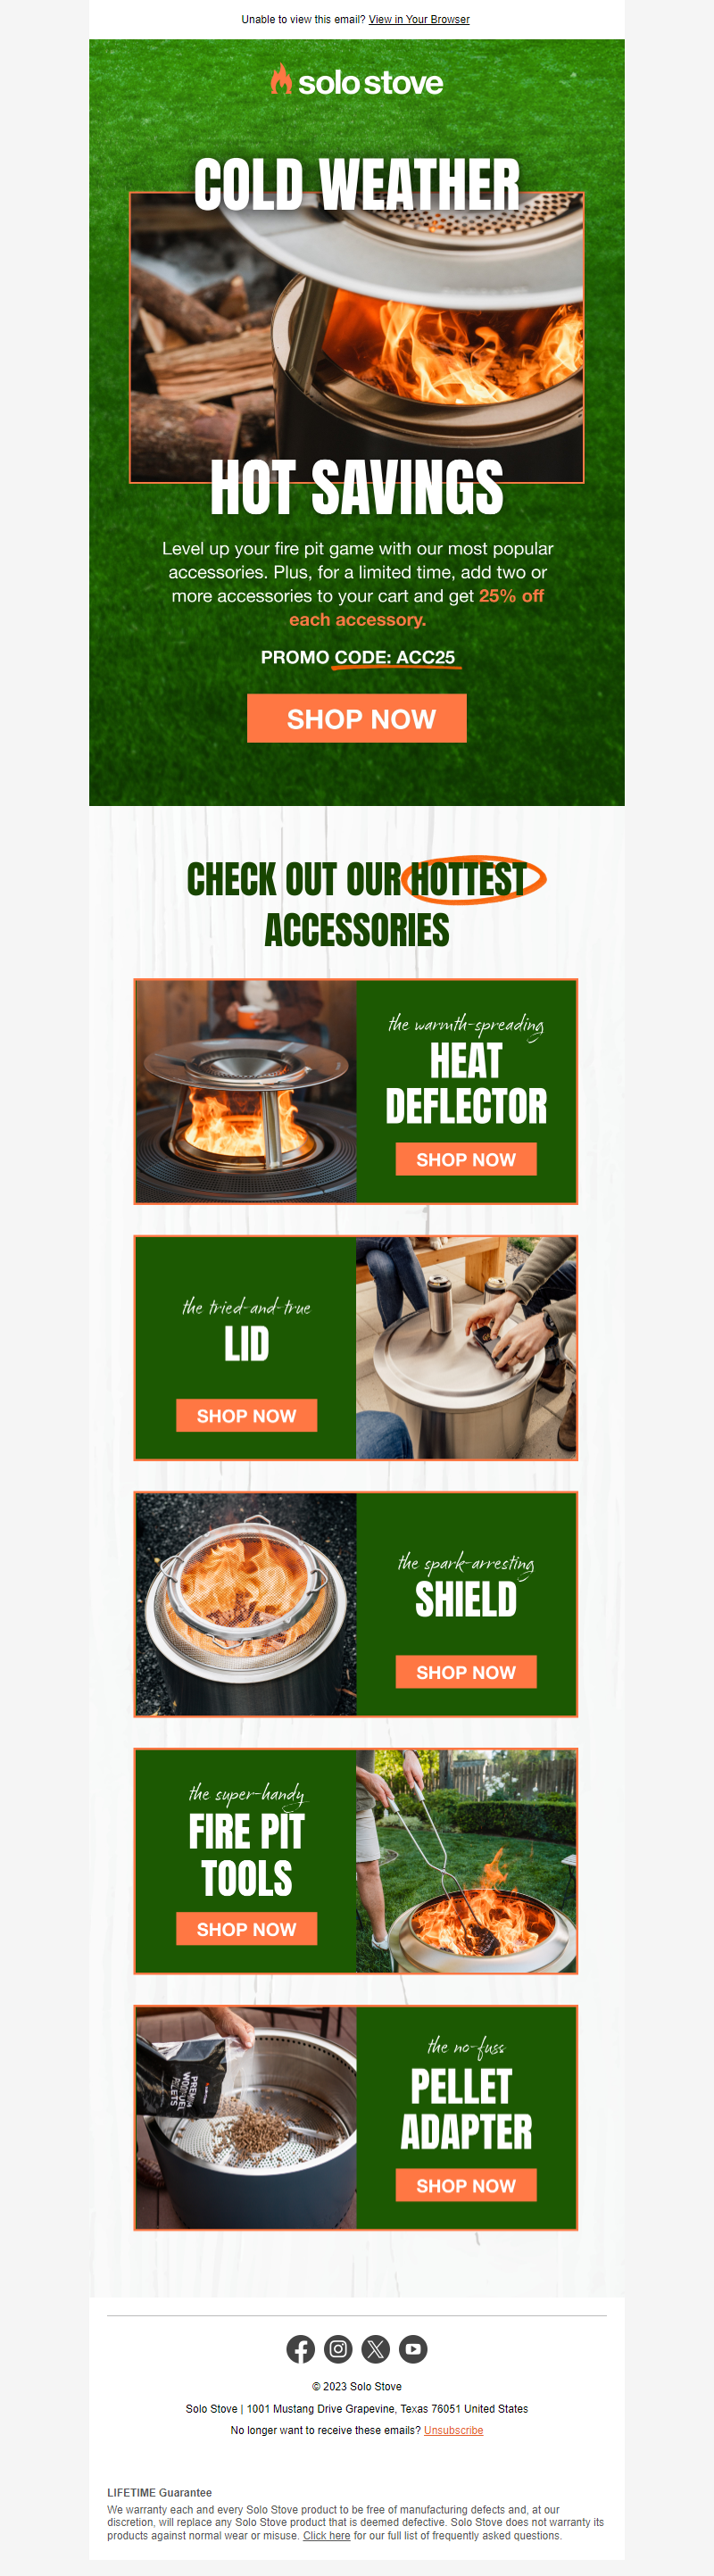 Unable to view this email? View in Your Browser
solo stove
COLD WEATHER
HOT SAVINGS
Level up your fire pit game with our most popular
accessories. Plus, for a limited time, add two or
more accessories to your cart and get 25% off
each accessory.
PROMO CODE: ACC25
SHOP NOW
CHECK OUT OUR HOTTEST
ACCESSORIES
the warmth-spreading
HEAT
DEFLECTOR
SHOP NOW
the tried-and-true
LID
SHOP NOW
the spark-arresting
SHIELD
SHOP NOW
the super-handy
FIRE PIT
TOOLS
SHOP NOW
PREMIUM
WOOD FUEL
PELLETS
the no-fuss
PELLET
ADAPTER
SHOP NOW
© 2023 Solo Stove
Solo Stove | 1001 Mustang Drive Grapevine, Texas 76051 United States
No longer want to receive these emails? Unsubscribe
LIFETIME Guarantee
We warranty each and every Solo Stove product to be free of manufacturing defects and, at our
discretion, will replace any Solo Stove product that is deemed defective. Solo Stove does not warranty its
products against normal wear or misuse. Click here for our full list of frequently asked questions.